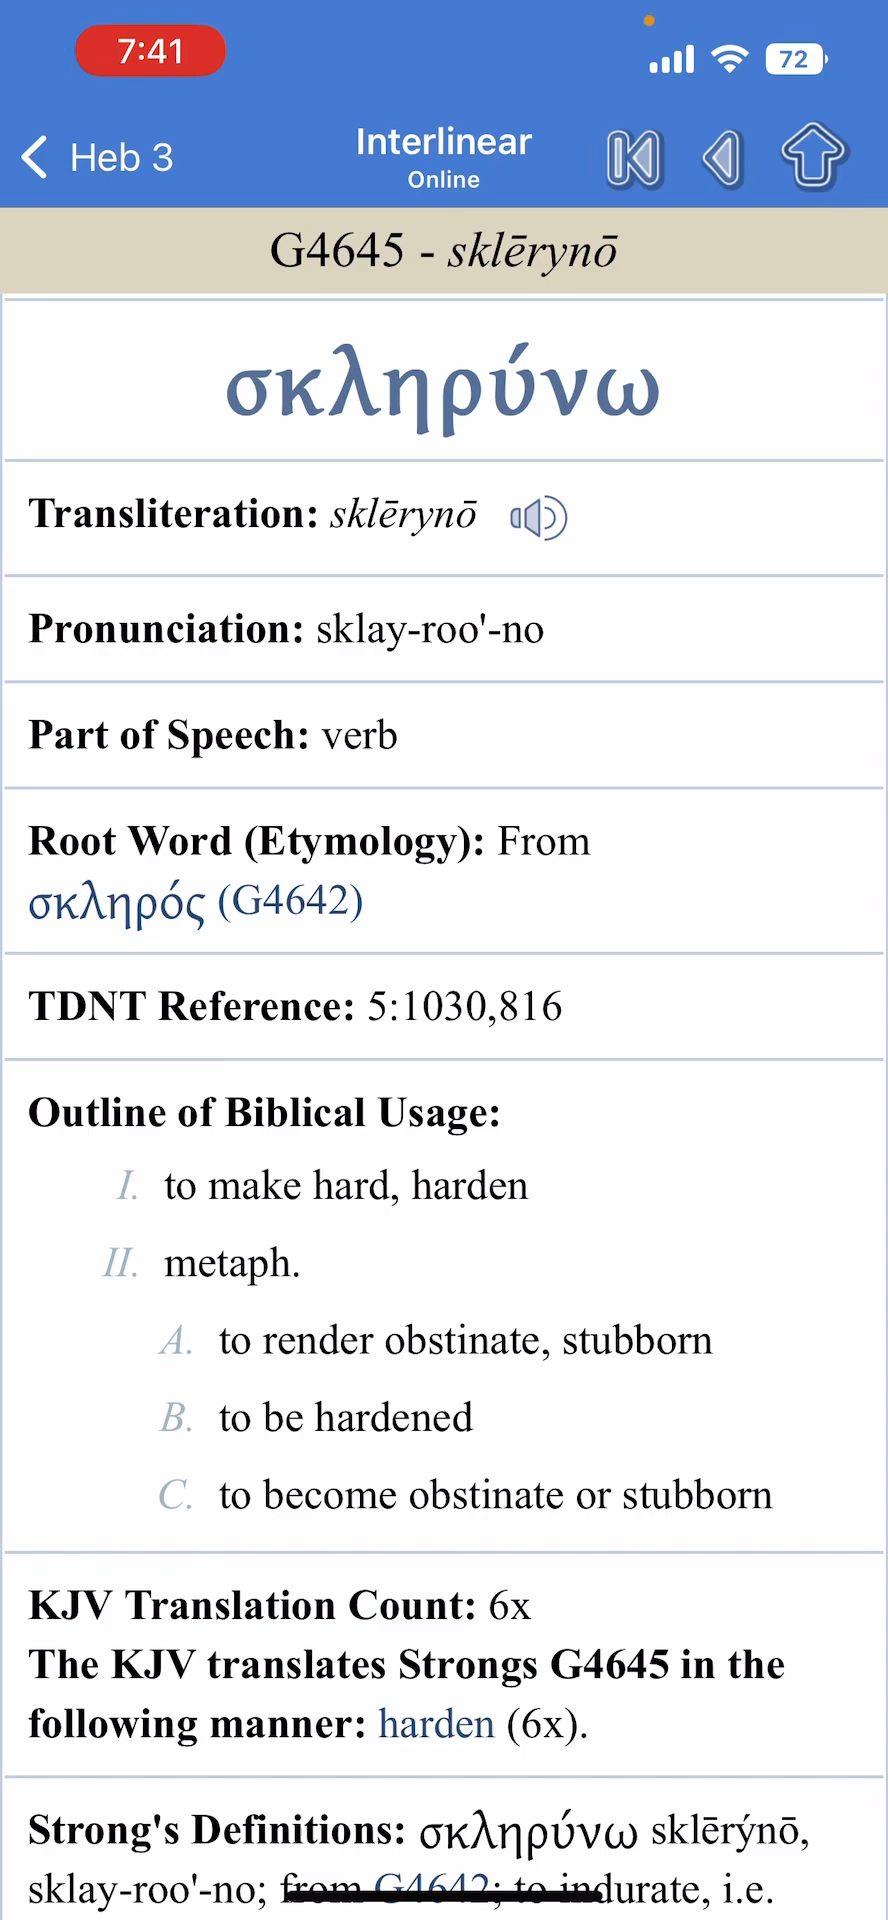 7:41
72
Heb 3
Interlinear
Online
G4645 - sklērynō
σκληρύνω
Transliteration: sklērynō
Pronunciation: sklay-roo'-no
Part of Speech: verb
Root Word (Etymology): From
σκληρός (G4642)
TDNT Reference: 5:1030,816
Outline of Biblical Usage:
I. to make hard, harden
II. metaph.
A. to render obstinate, stubborn
B. to be hardened
C. to become obstinate or stubborn
KJV Translation Count: 6x
The KJV translates Strongs G4645 in the
following manner: harden (6x).
Strong's Definitions: σκληρύνω sklērýnō,
sklay-roo'-no; from G4642; to indurate, i.e.